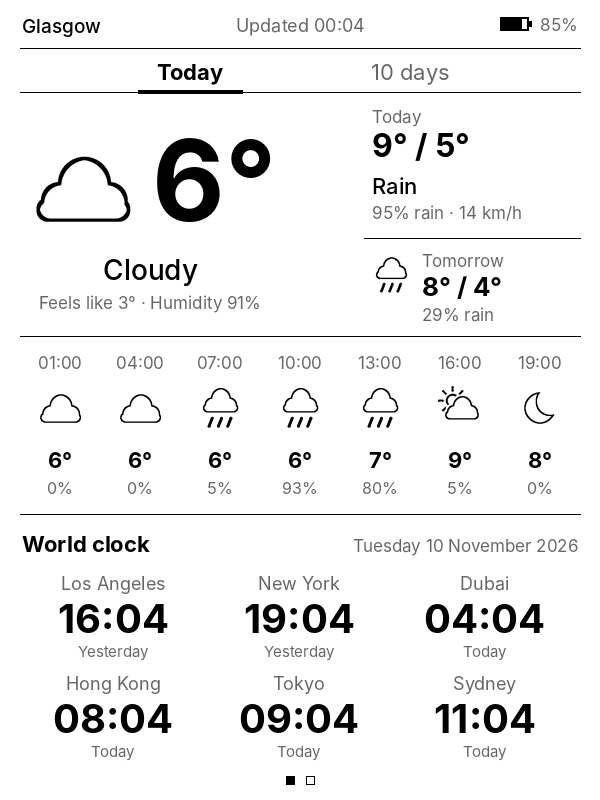 Glasgow
Updated 00:04
85%
Today
10 days
6°
Cloudy
Feels like 3° · Humidity 91%
Today
9° / 5°
Rain
95% rain · 14 km/h
Tomorrow
8° / 4°
29% rain
01:00 04:00 07:00 10:00 13:00 16:00 19:00
6° 6° 6° 6° 7° 9° 8°
0% 0% 5% 93% 80% 5% 0%
World clock
Tuesday 10 November 2026
Los Angeles New York Dubai
16:04 19:04 04:04
Yesterday Yesterday Today
Hong Kong Tokyo Sydney
08:04 09:04 11:04
Today Today Today